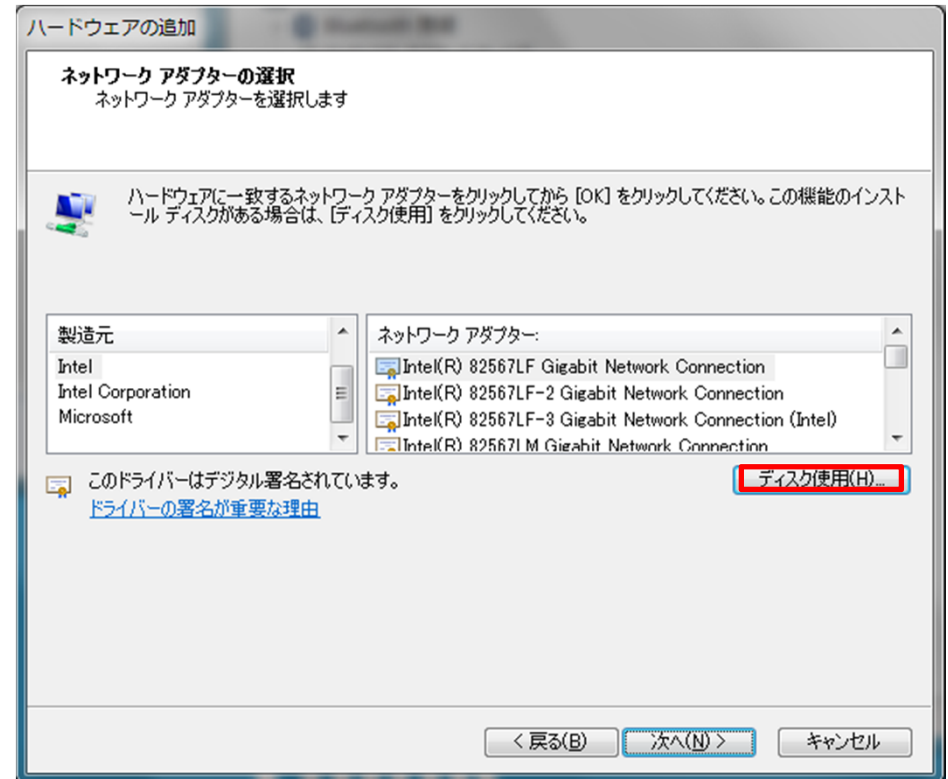 ハードウェアの追加
ネットワーク アダプターの選択
ネットワーク アダプターを選択します
ハードウェアに一致するネットワーク アダプターをクリックしてから [OK] をクリックしてください。この機能のインスト
ール ディスクがある場合は、[ディスク使用] をクリックしてください。
製造元
Intel
Intel Corporation
Microsoft
ネットワーク アダプター:
Intel(R) 82567LF Gigabit Network Connection
Intel(R) 82567LF-2 Gigabit Network Connection
Intel(R) 82567LF-3 Gigabit Network Connection (Intel)
Intel(R) 82567LM Gigabit Network Connection
このドライバーはデジタル署名されています。
ディスク使用(H)...
ドライバーの署名が重要な理由
< 戻る(B)
次へ(N) >
キャンセル